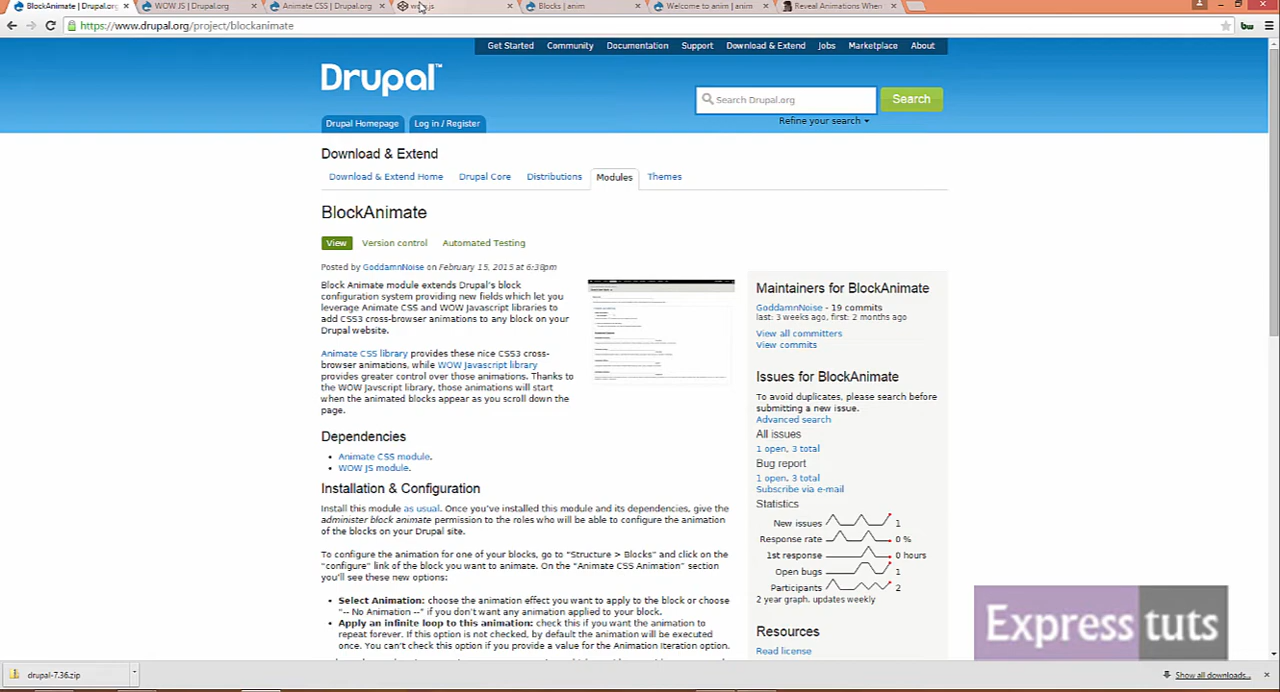 BlockAnimate | Drupal.org
WOW JS | Drupal.org
Animate CSS | Drupal.org
Blocks | anim
Welcome to anim | anim
Reveal Animations When
https://www.drupal.org/project/blockanimate
Get Started Community Documentation Support Download & Extend Jobs Marketplace About
Drupal™
Search Drupal.org
Search
Refine your search
Drupal Homepage
Log in / Register
Download & Extend
Download & Extend Home Drupal Core Distributions Modules Themes
BlockAnimate
View Version control Automated Testing
Posted by GoddamnNoise on February 15, 2015 at 6:38pm
Block Animate module extends Drupal's block
configuration system providing new fields which let you
leverage Animate CSS and WOW Javascript libraries to
add CSS3 cross-browser animations to any block on your
Drupal website.
Animate CSS library provides these nice CSS3 cross-
browser animations, while WOW Javascript library
provides greater control over those animations. Thanks to
the WOW Javscript library, those animations will start
when the animated blocks appear as you scroll down the
page.
Dependencies
• Animate CSS module.
• WOW JS module.
Installation & Configuration
Install this module as usual. Once you've installed this module and its dependencies, give the
administer block animate permission to the roles who will be able to configure the animation
of the blocks on your Drupal site.
To configure the animation for one of your blocks, go to "Structure > Blocks" and click on the
"configure" link of the block you want to animate. On the "Animate CSS Animation" section
you'll see these new options:
• Select Animation: choose the animation effect you want to apply to the block or choose
"-- No Animation --" if you don't want any animation applied to your block.
• Apply an infinite loop to this animation: check this if you want the animation to
repeat forever. If this option is not checked, by default the animation will be executed
once. You can't check this option if you provide a value for the Animation Iteration option.
Maintainers for BlockAnimate
GoddamnNoise - 19 commits
last: 3 weeks ago, first: 2 months ago
View all committers
View commits
Issues for BlockAnimate
To avoid duplicates, please search before
submitting a new issue.
Advanced search
All issues
1 open, 3 total
Bug report
1 open, 3 total
Subscribe via e-mail
Statistics
New issues 1
Response rate 0 %
1st response 0 hours
Open bugs 1
Participants 2
2 year graph, updates weekly
Resources
Read license
Express tuts
drupal-7.36.zip
Show all downloads...